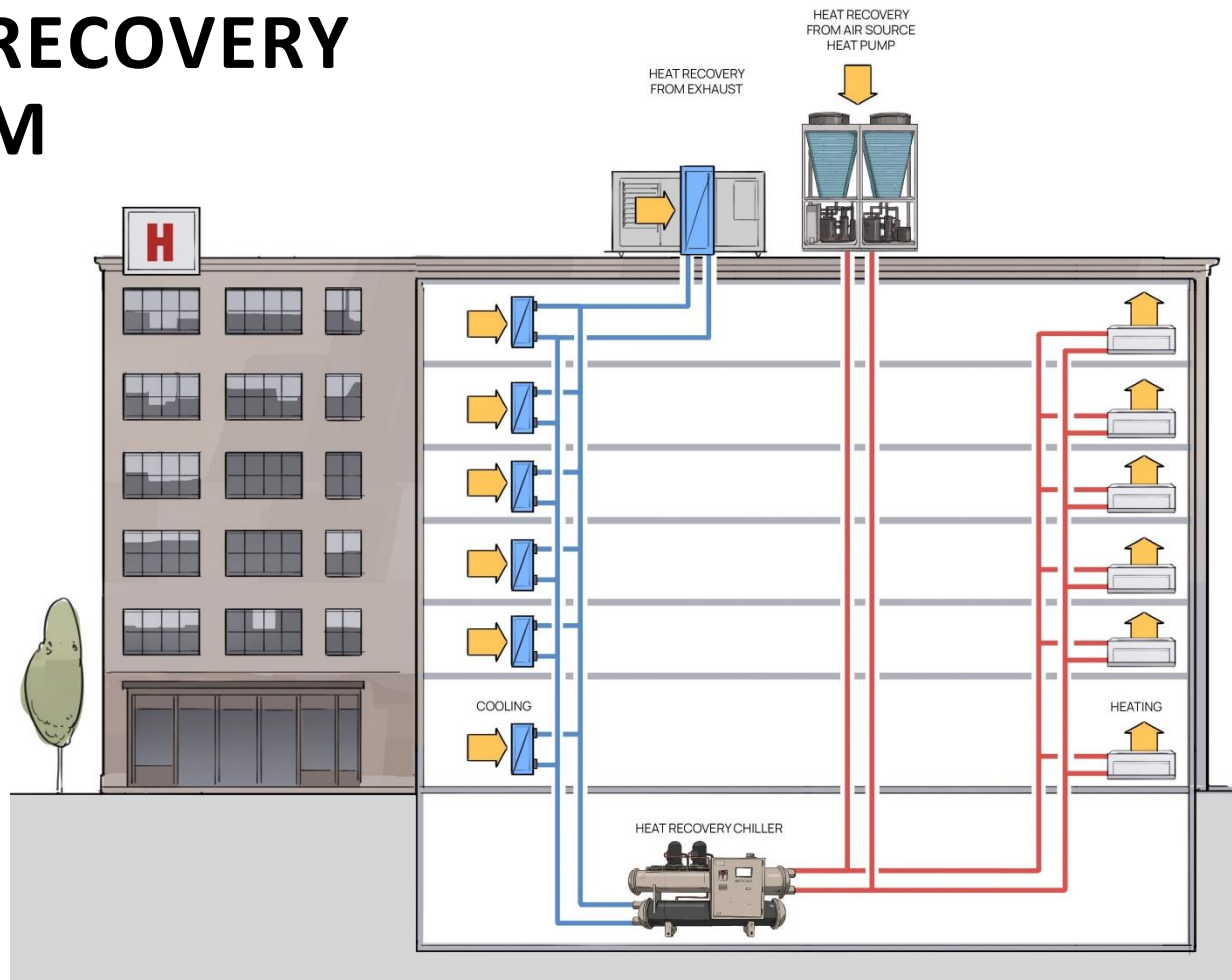 RECOVERY
M
HEAT RECOVERY
FROM AIR SOURCE
HEAT PUMP
HEAT RECOVERY
FROM EXHAUST
H
COOLING
HEATING
HEAT RECOVERY CHILLER